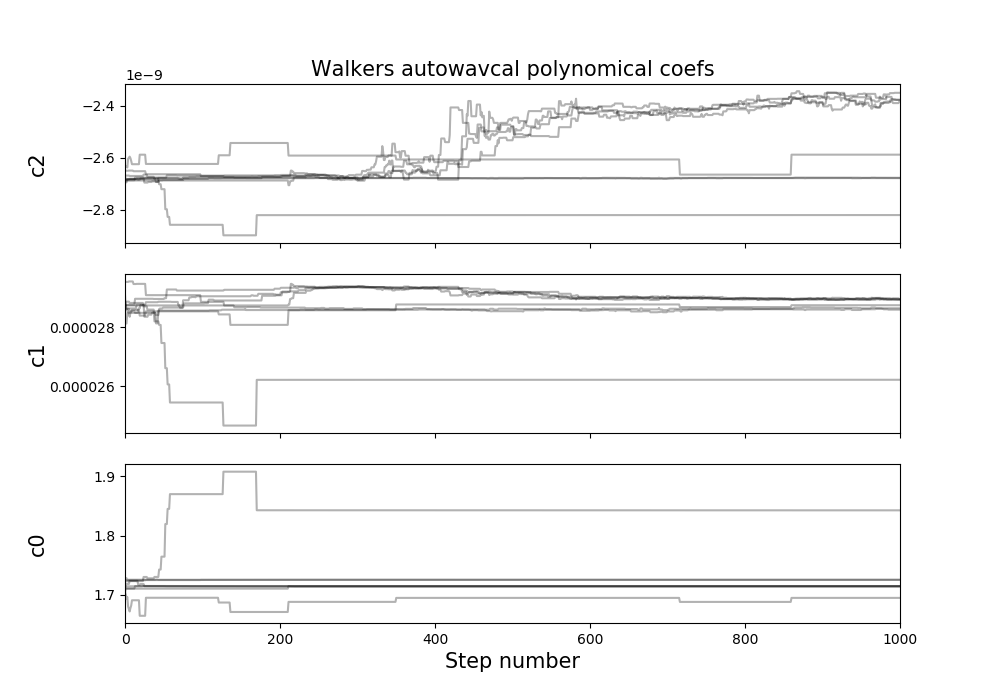 Walkers autowavcal polynomical coefs
1e−9
−2.4
−2.6
−2.8
c2
0.000028
0.000026
c1
1.9
1.8
1.7
c0
0 200 400 600 800 1000
Step number